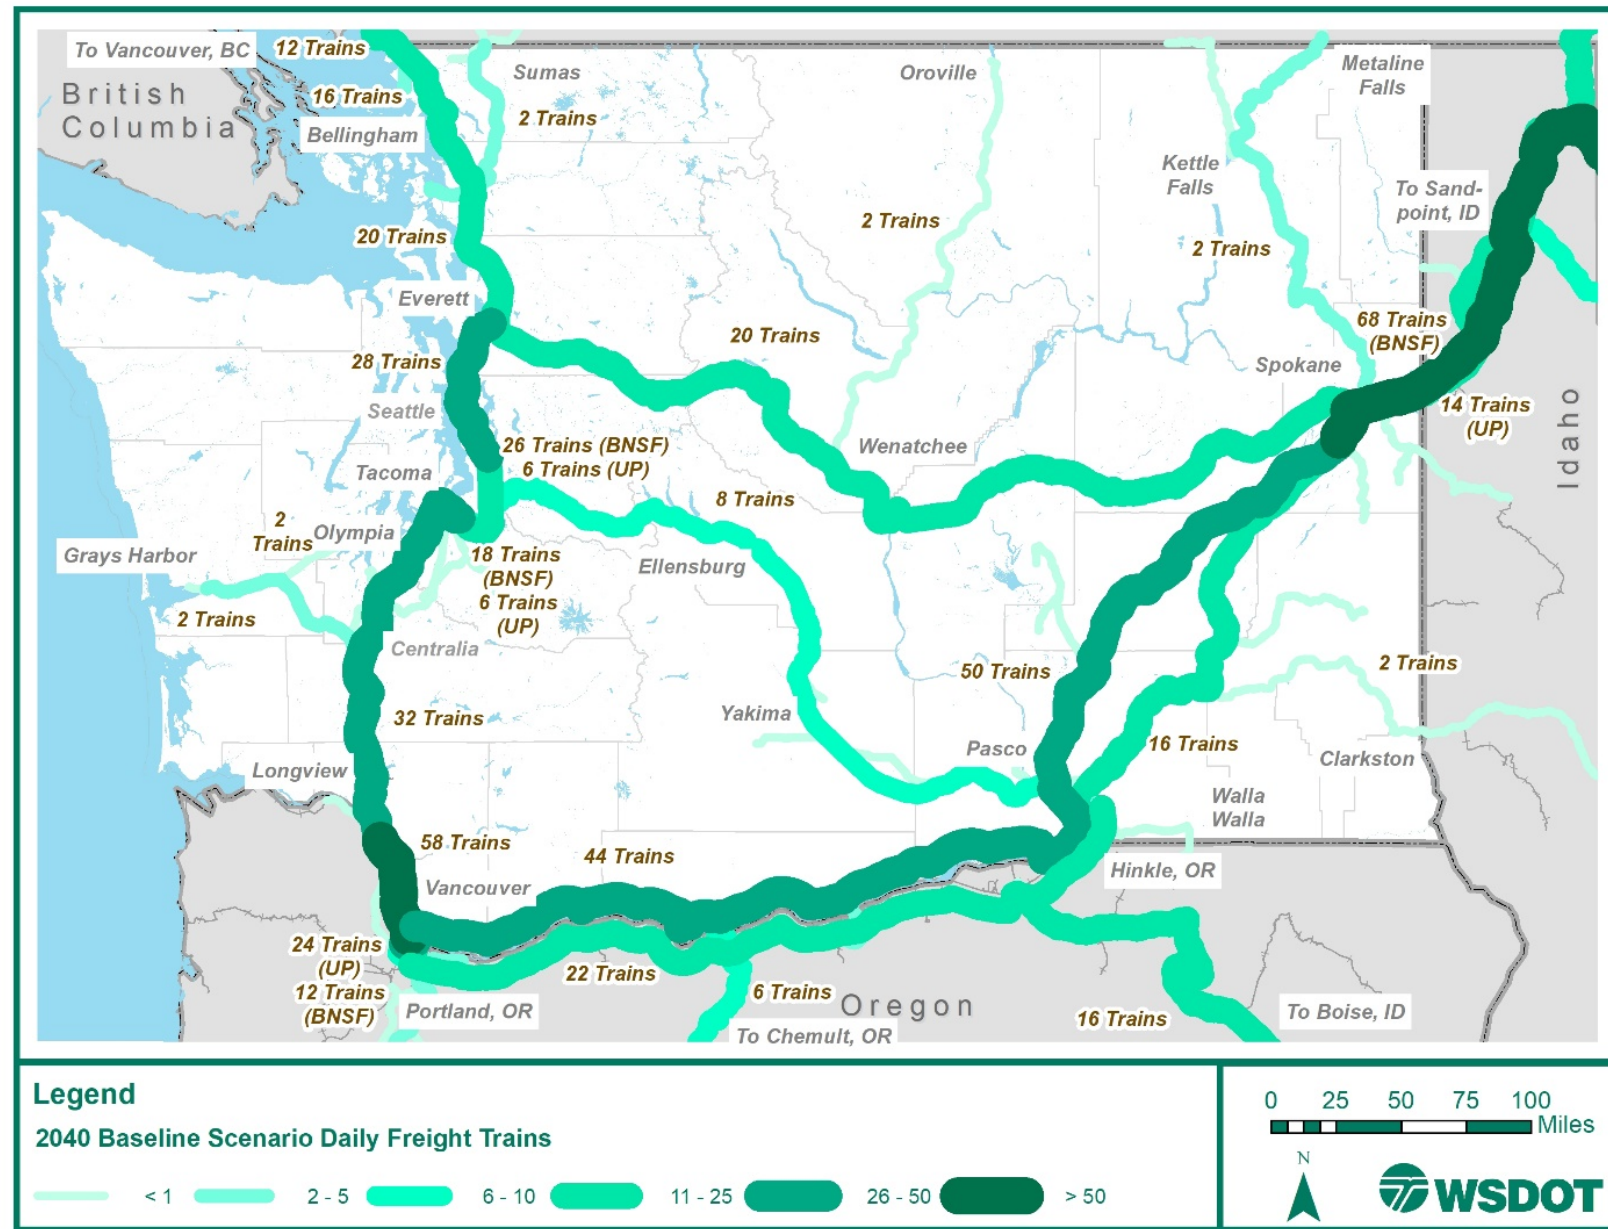 To Vancouver, BC
12 Trains
British
Columbia
16 Trains
Bellingham
Sumas
2 Trains
Oroville
Metaline
Falls
Kettle
Falls
To Sand-
point, ID
2 Trains
2 Trains
20 Trains
Everett
20 Trains
68 Trains
(BNSF)
28 Trains
Spokane
Seattle
14 Trains
(UP)
Idaho
26 Trains (BNSF)
6 Trains (UP)
Wenatchee
Tacoma
8 Trains
2
Trains
Olympia
Grays Harbor
18 Trains
(BNSF)
6 Trains
(UP)
Ellensburg
2 Trains
Centralia
50 Trains
2 Trains
32 Trains
Yakima
Pasco
16 Trains
Clarkston
Longview
Walla
Walla
58 Trains
44 Trains
Vancouver
Hinkle, OR
24 Trains
(UP)
12 Trains
(BNSF)
22 Trains
Portland, OR
6 Trains
Oregon
16 Trains
To Boise, ID
To Chemult, OR
Legend
2040 Baseline Scenario Daily Freight Trains
< 1
2 - 5
6 - 10
11 - 25
26 - 50
> 50
0 25 50 75 100
Miles
N
WSDOT